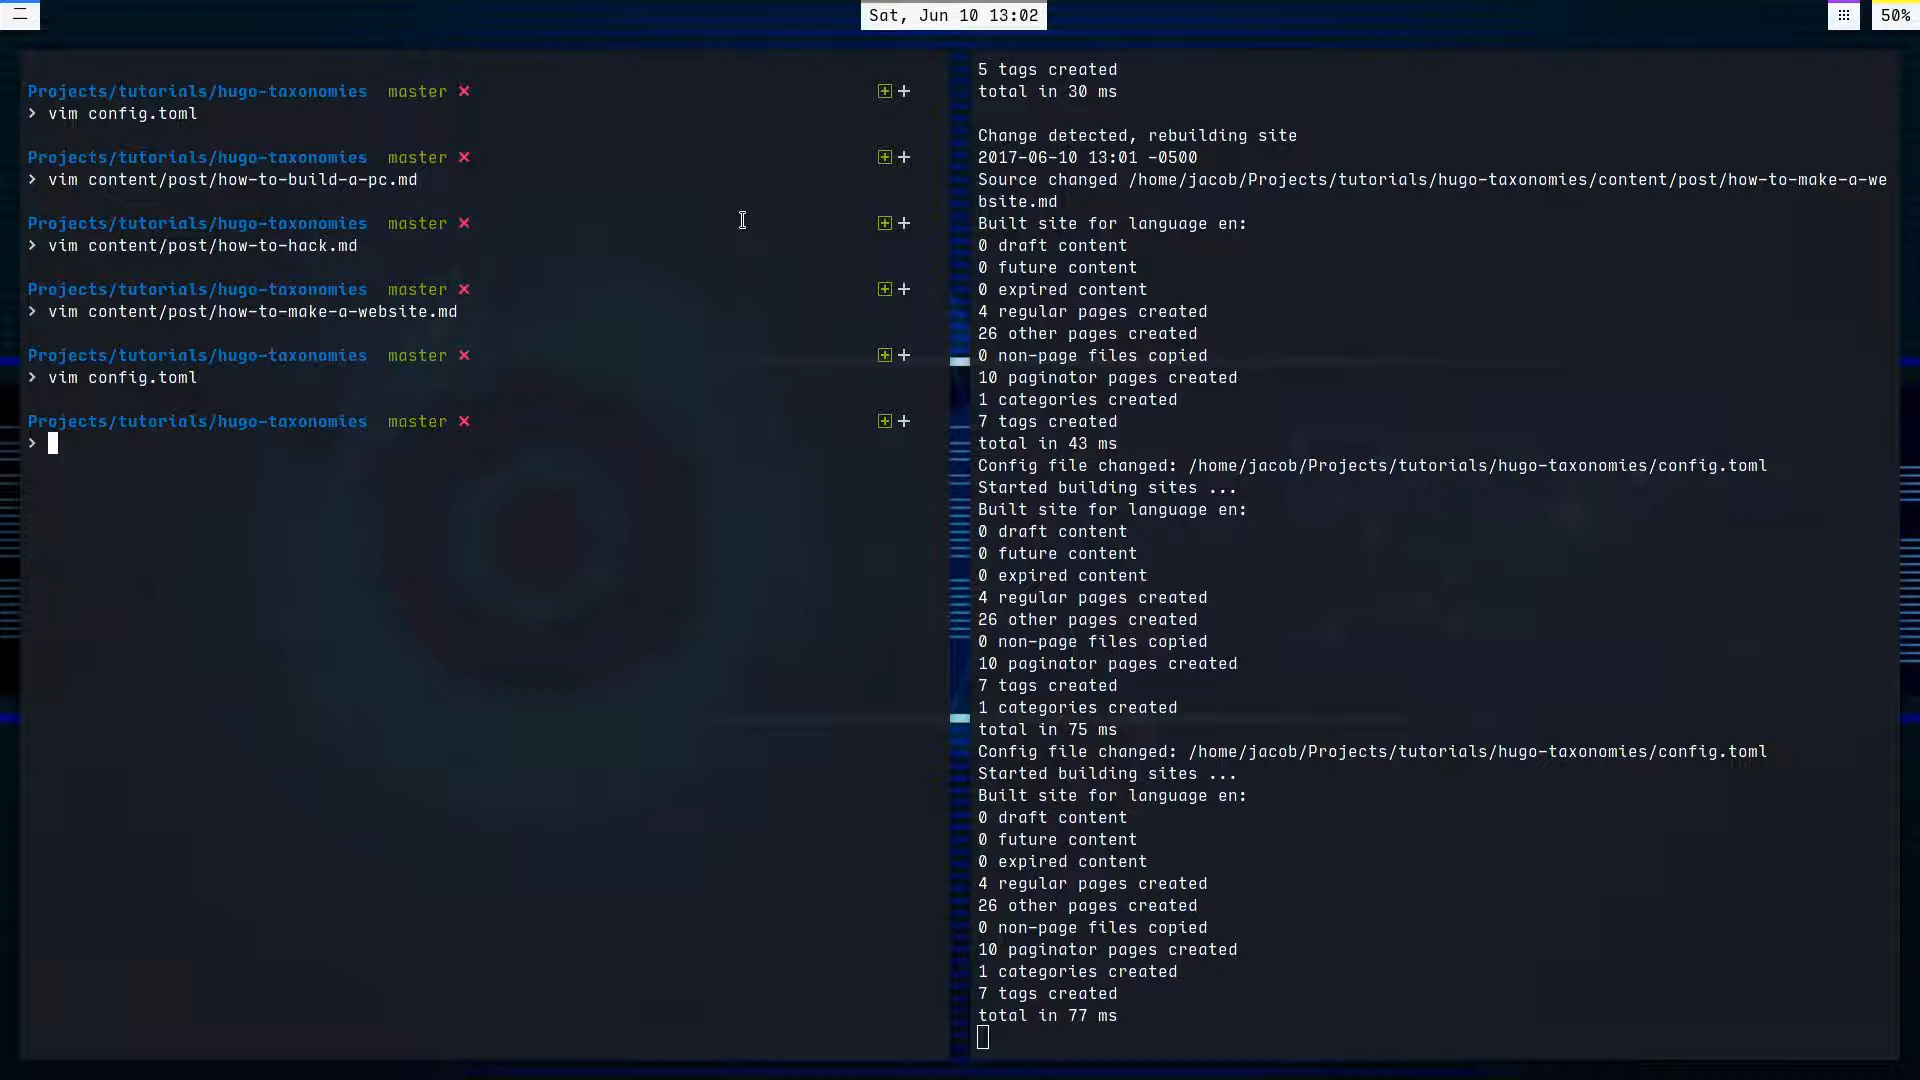 Sat, Jun 10 13:02
50%
Projects/tutorials/hugo-taxonomies master ✗
❯ vim config.toml
Projects/tutorials/hugo-taxonomies master ✗
❯ vim content/post/how-to-build-a-pc.md
Projects/tutorials/hugo-taxonomies master ✗
❯ vim content/post/how-to-hack.md
Projects/tutorials/hugo-taxonomies master ✗
❯ vim content/post/how-to-make-a-website.md
Projects/tutorials/hugo-taxonomies master ✗
❯ vim config.toml
Projects/tutorials/hugo-taxonomies master ✗
❯
5 tags created
total in 30 ms
Change detected, rebuilding site
2017-06-10 13:01 -0500
Source changed /home/jacob/Projects/tutorials/hugo-taxonomies/content/post/how-to-make-a-we
bsite.md
Built site for language en:
0 draft content
0 future content
0 expired content
4 regular pages created
26 other pages created
0 non-page files copied
10 paginator pages created
1 categories created
7 tags created
total in 43 ms
Config file changed: /home/jacob/Projects/tutorials/hugo-taxonomies/config.toml
Started building sites ...
Built site for language en:
0 draft content
0 future content
0 expired content
4 regular pages created
26 other pages created
0 non-page files copied
10 paginator pages created
7 tags created
1 categories created
total in 75 ms
Config file changed: /home/jacob/Projects/tutorials/hugo-taxonomies/config.toml
Started building sites ...
Built site for language en:
0 draft content
0 future content
0 expired content
4 regular pages created
26 other pages created
0 non-page files copied
10 paginator pages created
1 categories created
7 tags created
total in 77 ms